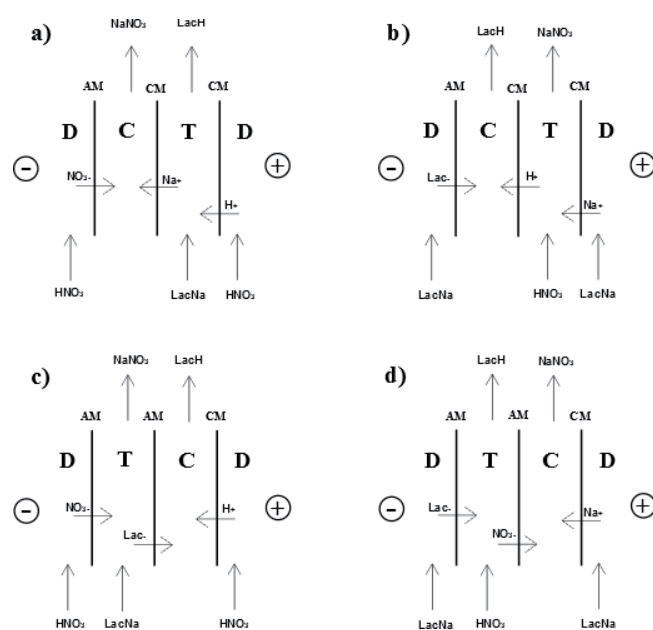 a)
NaNO₃ LacH
AM CM CM
D C T D
−
+
NO₃- Na+
H+
HNO₃ LacNa HNO₃
b)
LacH NaNO₃
AM CM CM
D C T D
−
+
Lac- H+
Na+
LacNa HNO₃ LacNa
c)
NaNO₃ LacH
AM AM CM
D T C D
−
+
NO₃- H+
Lac-
HNO₃ LacNa HNO₃
d)
LacH NaNO₃
AM AM CM
D T C D
−
+
Lac- Na+
NO₃-
LacNa HNO₃ LacNa